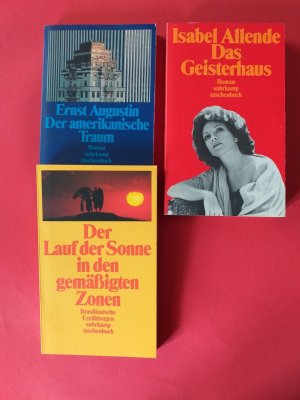 Ernst Augustin
Der amerikanische
Traum
Roman
suhrkamp
taschenbuch
Isabel Allende
Das
Geisterhaus
Roman
suhrkamp
taschenbuch
Der
Lauf der Sonne
in den
gemäßigten
Zonen
Brasilianische
Erzählungen
suhrkamp
taschenbuch